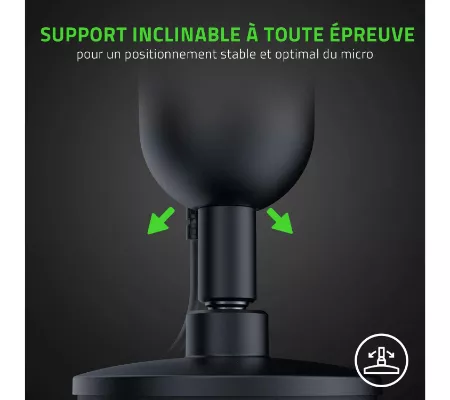 SUPPORT INCLINABLE À TOUTE ÉPREUVE
pour un positionnement stable et optimal du micro